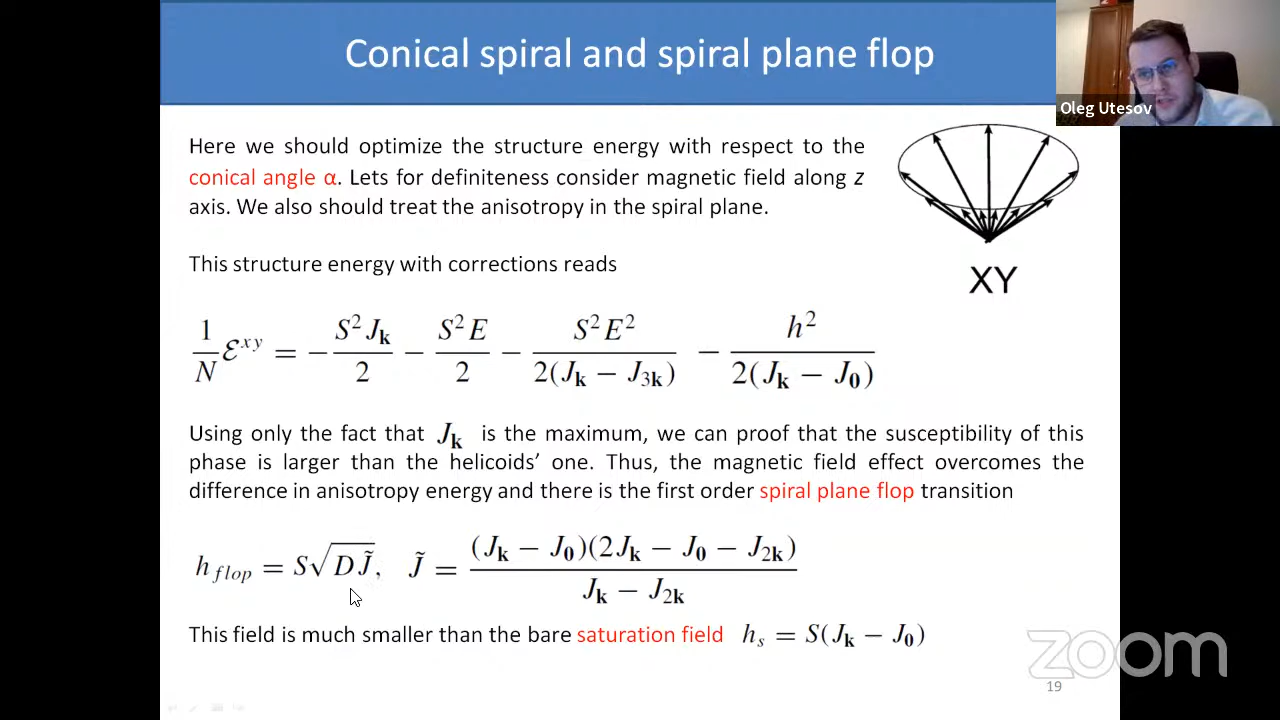 Conical spiral and spiral plane flop
Oleg Utesov
Here we should optimize the structure energy with respect to the
conical angle α. Lets for definiteness consider magnetic field along z
axis. We also should treat the anisotropy in the spiral plane.
XY
This structure energy with corrections reads
1/N ℰ^{xy} = − S²J_k/2 − S²E/2 − S²E²/2(J_k − J_{3k}) − h²/2(J_k − J_0)
Using only the fact that J_k is the maximum, we can proof that the susceptibility of this
phase is larger than the helicoids' one. Thus, the magnetic field effect overcomes the
difference in anisotropy energy and there is the first order spiral plane flop transition
h_{flop} = S√(DJ̃), J̃ = (J_k − J_0)(2J_k − J_0 − J_{2k})/(J_k − J_{2k})
This field is much smaller than the bare saturation field h_s = S(J_k − J_0)
zoom
19